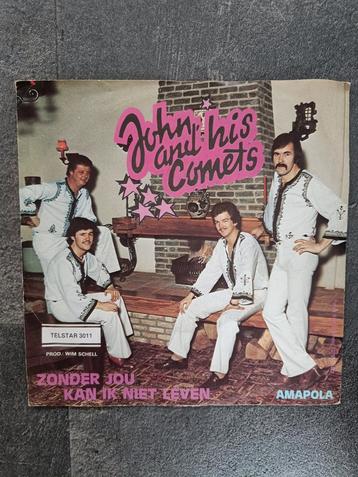 John and his
Comets
TELSTAR 3011
PROD.: WIM SCHELL
ZONDER JOU
KAN IK NIET LEVEN
AMAPOLA